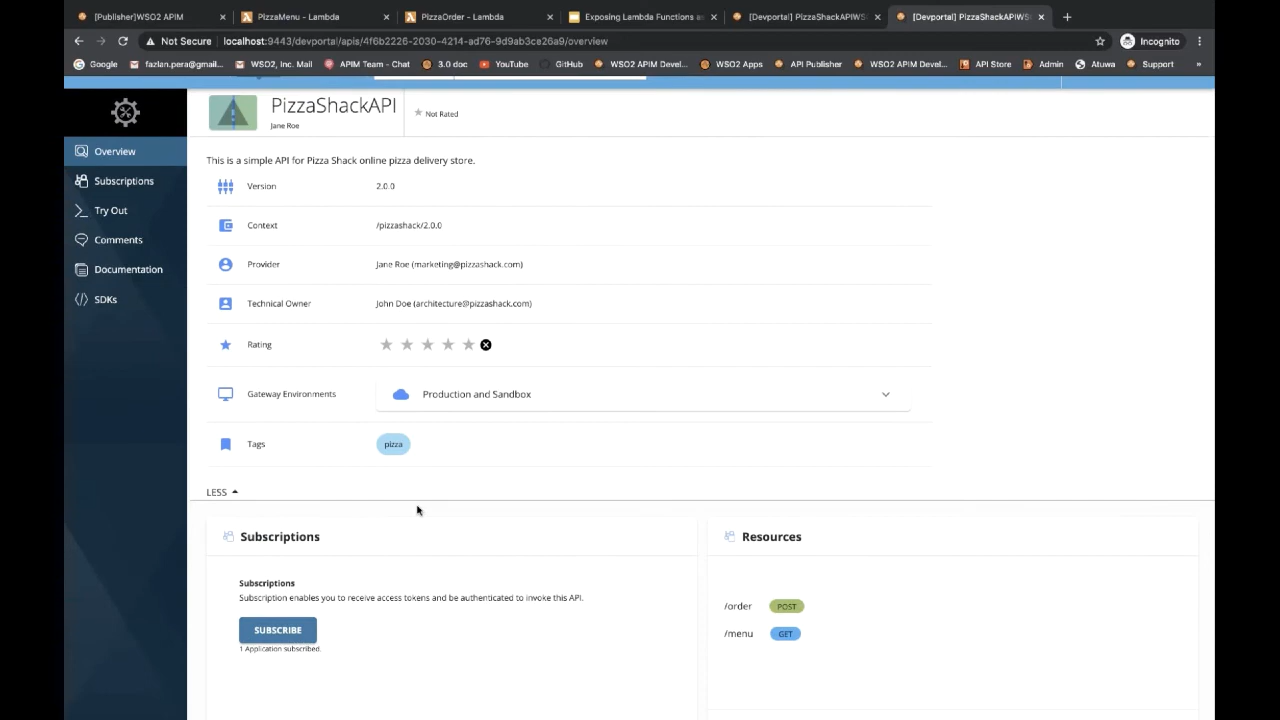 [Publisher]WSO2 APIM
PizzaMenu - Lambda
PizzaOrder - Lambda
Exposing Lambda Functions as
[Devportal] PizzaShackAPIWS
[Devportal] PizzaShackAPIWS
Not Secure
localhost:9443/devportal/apis/4f6b2226-2030-4214-ad76-9d9ab3ce26a9/overview
Incognito
Google
fazlan.pera@gmail...
WSO2, Inc. Mail
APIM Team - Chat
3.0 doc
YouTube
GitHub
WSO2 APIM Devel...
WSO2 Apps
API Publisher
WSO2 APIM Devel...
API Store
Admin
Atuwa
Support
»
PizzaShackAPI
Jane Roe
Not Rated
Overview
Subscriptions
Try Out
Comments
Documentation
SDKs
This is a simple API for Pizza Shack online pizza delivery store.
Version 2.0.0
Context /pizzashack/2.0.0
Provider Jane Roe (marketing@pizzashack.com)
Technical Owner John Doe (architecture@pizzashack.com)
Rating
Gateway Environments Production and Sandbox
Tags pizza
LESS
Subscriptions
Subscriptions
Subscription enables you to receive access tokens and be authenticated to invoke this API.
SUBSCRIBE
1 Application subscribed.
Resources
/order POST
/menu GET